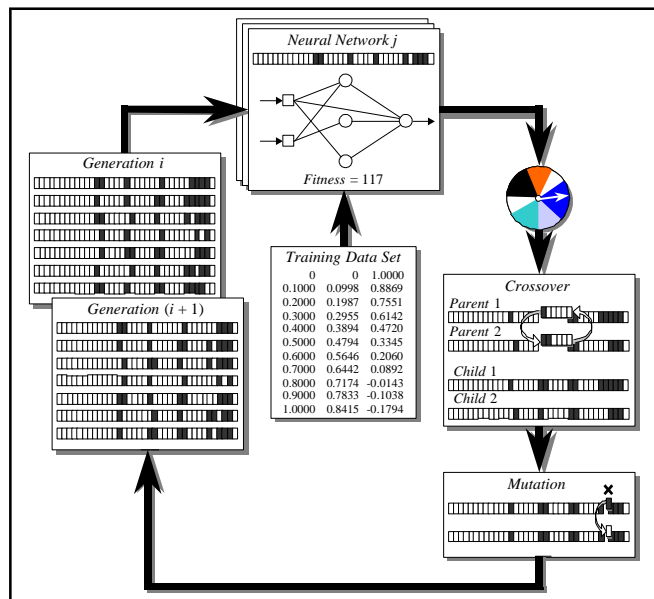 Neural Network j
Fitness = 117
Generation i
Generation (i + 1)
Training Data Set
0 0 1.0000
0.1000 0.0998 0.8869
0.2000 0.1987 0.7551
0.3000 0.2955 0.6142
0.4000 0.3894 0.4720
0.5000 0.4794 0.3345
0.6000 0.5646 0.2060
0.7000 0.6442 0.0892
0.8000 0.7174 -0.0143
0.9000 0.7833 -0.1038
1.0000 0.8415 -0.1794
Crossover
Parent 1
Parent 2
Child 1
Child 2
Mutation